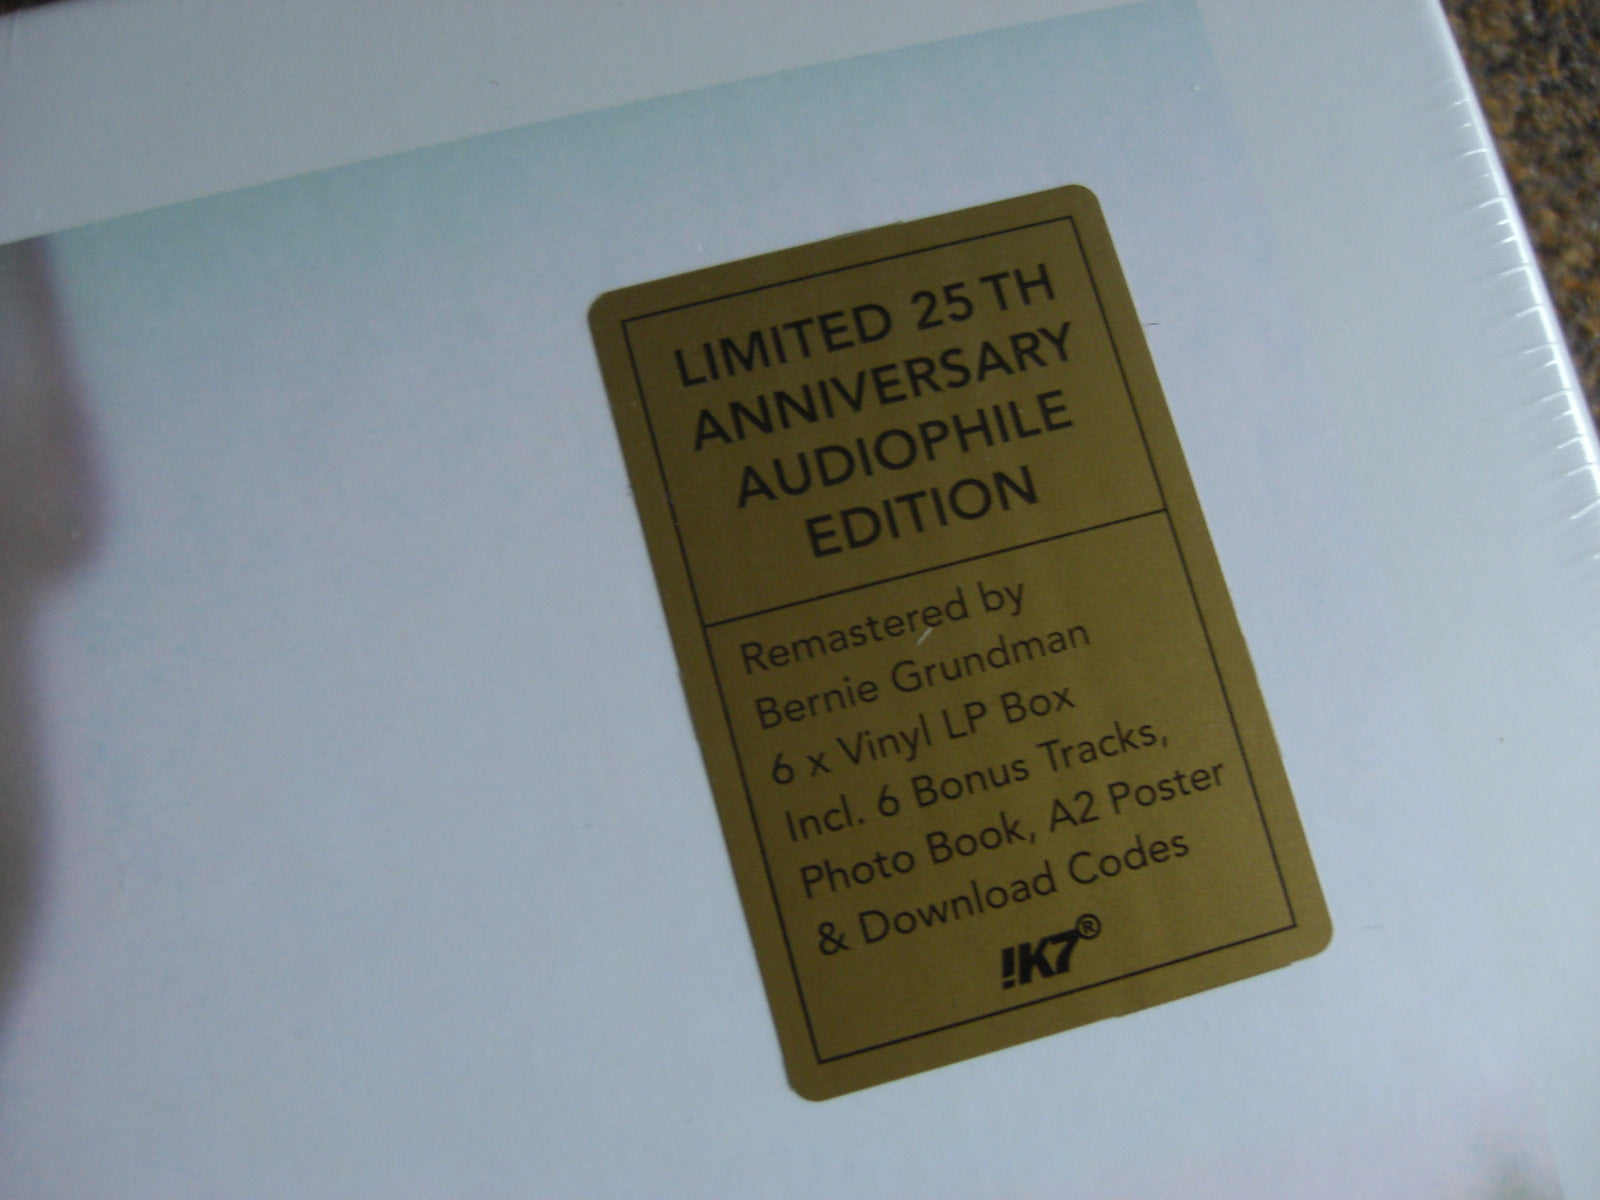 LIMITED 25 TH
ANNIVERSARY
AUDIOPHILE
EDITION
Remastered by
Bernie Grundman
6 x Vinyl LP Box
Incl. 6 Bonus Tracks,
Photo Book, A2 Poster
& Download Codes
!K7®